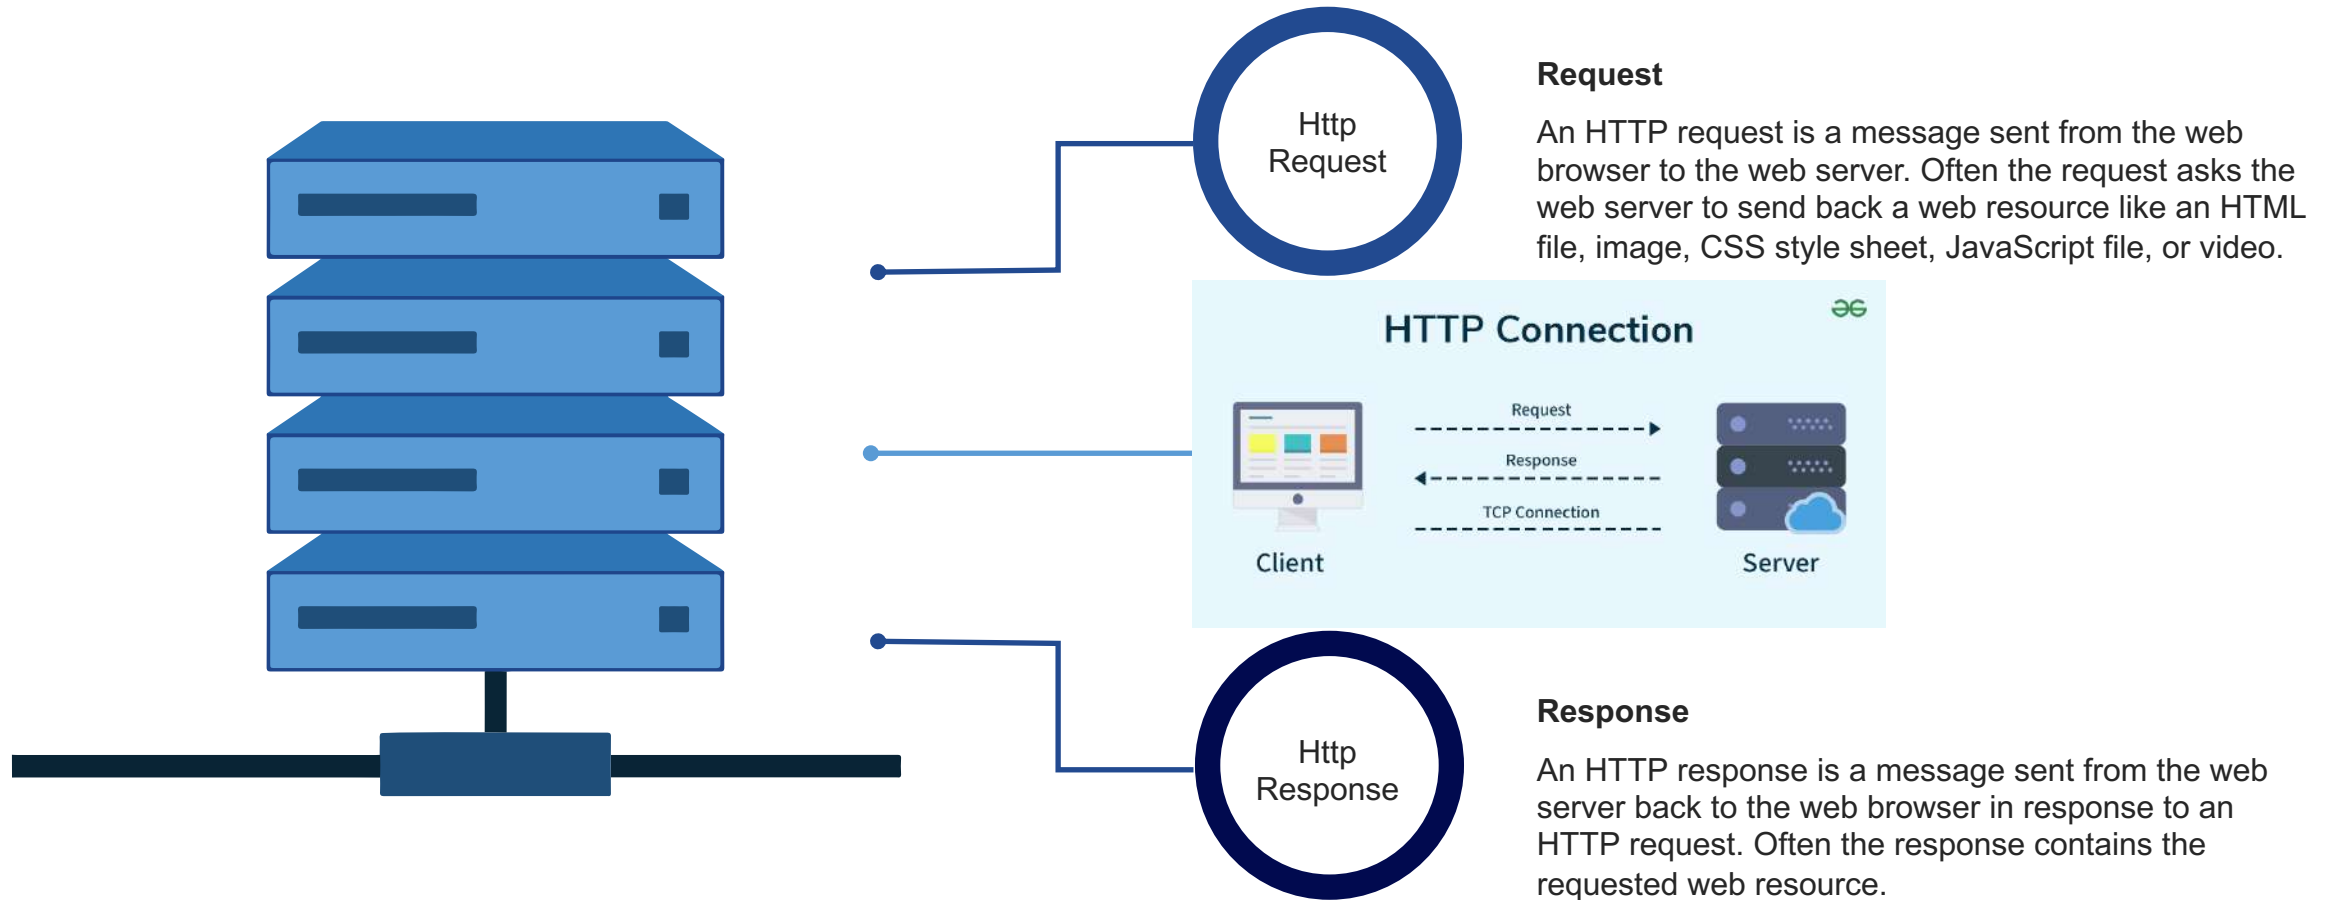 Http
Request
Request
An HTTP request is a message sent from the web
browser to the web server. Often the request asks the
web server to send back a web resource like an HTML
file, image, CSS style sheet, JavaScript file, or video.
HTTP Connection
Request
Response
TCP Connection
Client
Server
Http
Response
Response
An HTTP response is a message sent from the web
server back to the web browser in response to an
HTTP request. Often the response contains the
requested web resource.